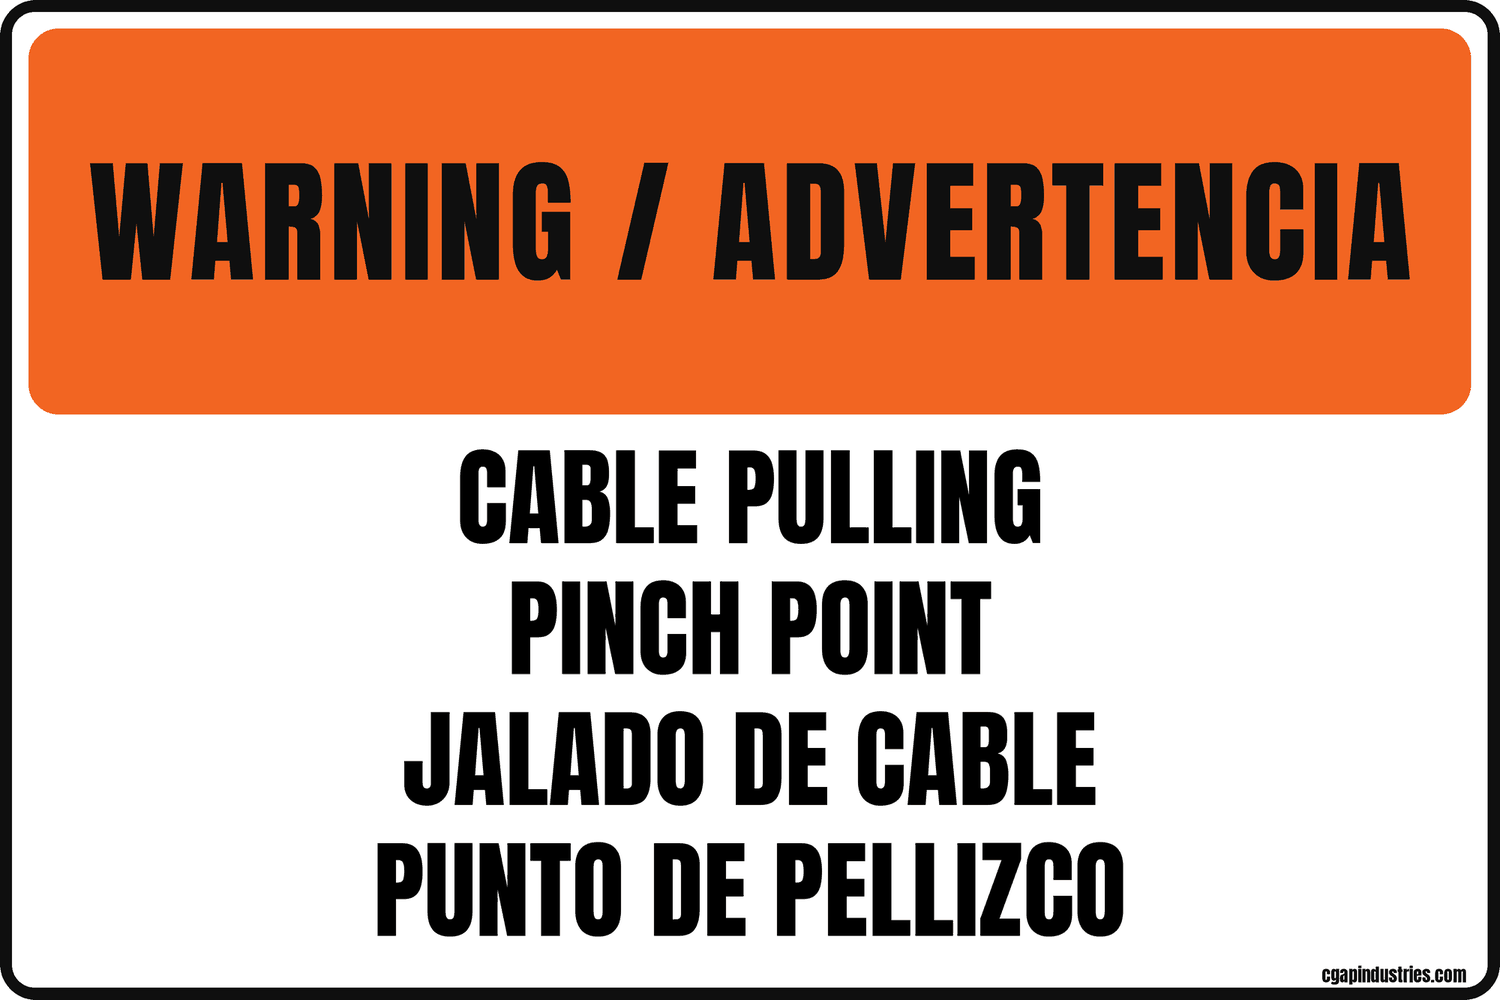 WARNING / ADVERTENCIA
CABLE PULLING
PINCH POINT
JALADO DE CABLE
PUNTO DE PELLIZCO
cgapindustries.com